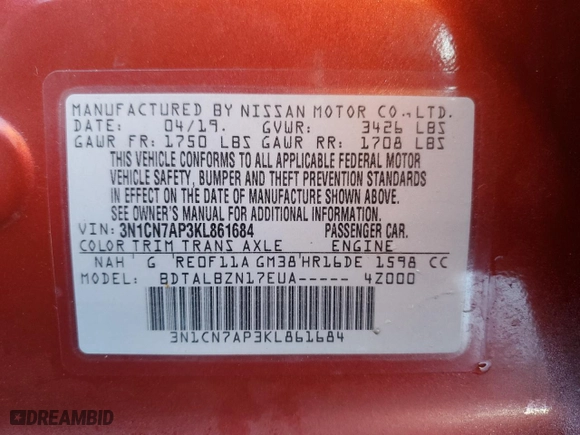 MANUFACTURED BY NISSAN MOTOR CO.,LTD.
DATE: 04/19. GVWR: 3426 LBS
GAWR FR: 1750 LBS GAWR RR: 1708 LBS
THIS VEHICLE CONFORMS TO ALL APPLICABLE FEDERAL MOTOR
VEHICLE SAFETY, BUMPER AND THEFT PREVENTION STANDARDS
IN EFFECT ON THE DATE OF MANUFACTURE SHOWN ABOVE.
SEE OWNER'S MANUAL FOR ADDITIONAL INFORMATION.
VIN: 3N1CN7AP3KL861684 PASSENGER CAR.
COLOR TRIM TRANS AXLE ENGINE
NAH G RE0F11A GM38 HR16DE 1598 CC
MODEL: BDTALBZN17EUA----- 4Z000
3N1CN7AP3KL861684
DREAMBID